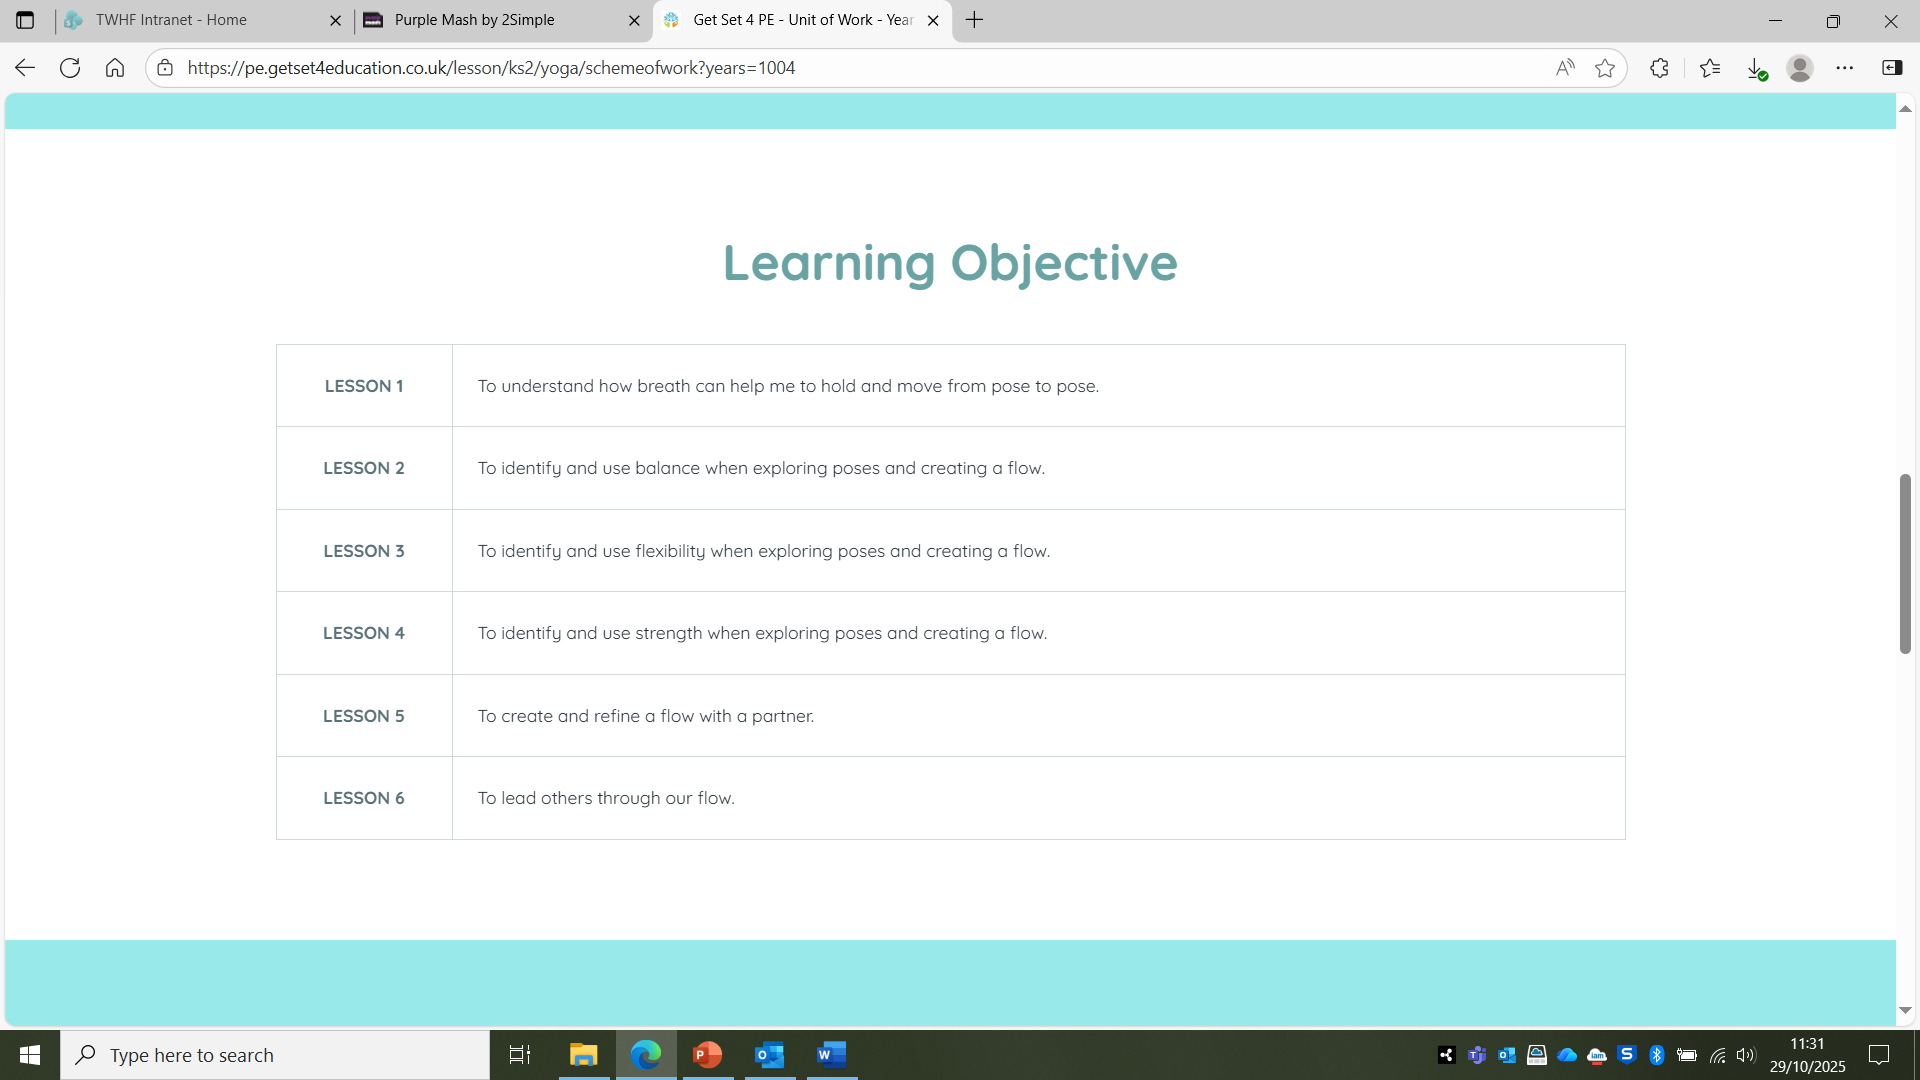 TWHF Intranet - Home
Purple Mash by 2Simple
Get Set 4 PE - Unit of Work - Year
https://pe.getset4education.co.uk/lesson/ks2/yoga/schemeofwork?years=1004
Learning Objective
LESSON 1 To understand how breath can help me to hold and move from pose to pose.
LESSON 2 To identify and use balance when exploring poses and creating a flow.
LESSON 3 To identify and use flexibility when exploring poses and creating a flow.
LESSON 4 To identify and use strength when exploring poses and creating a flow.
LESSON 5 To create and refine a flow with a partner.
LESSON 6 To lead others through our flow.
Type here to search
11:31
29/10/2025